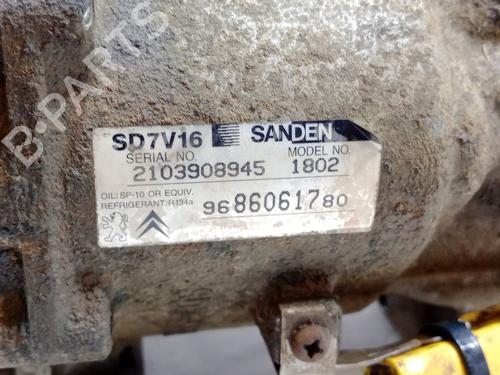 B-PARTS
SD7V16 SANDEN
SERIAL NO. MODEL NO.
2103908945 1802
OIL: SP-10 OR EQUIV.
REFRIGERANT: R134a
9686061780